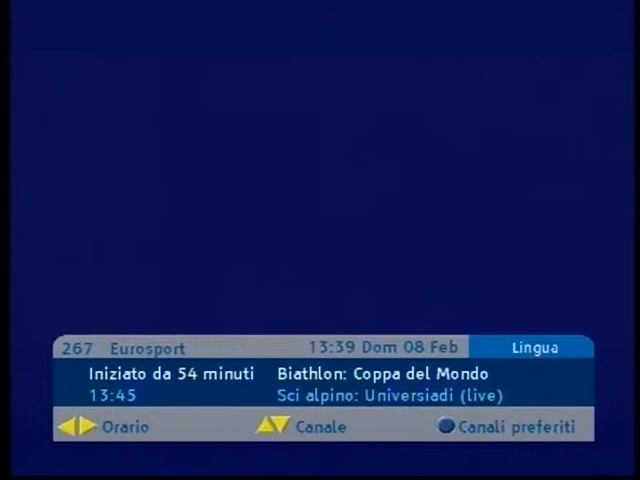 267 Eurosport 13:39 Dom 08 Feb Lingua
Iniziato da 54 minuti Biathlon: Coppa del Mondo
13:45 Sci alpino: Universiadi (live)
Orario Canale Canali preferiti